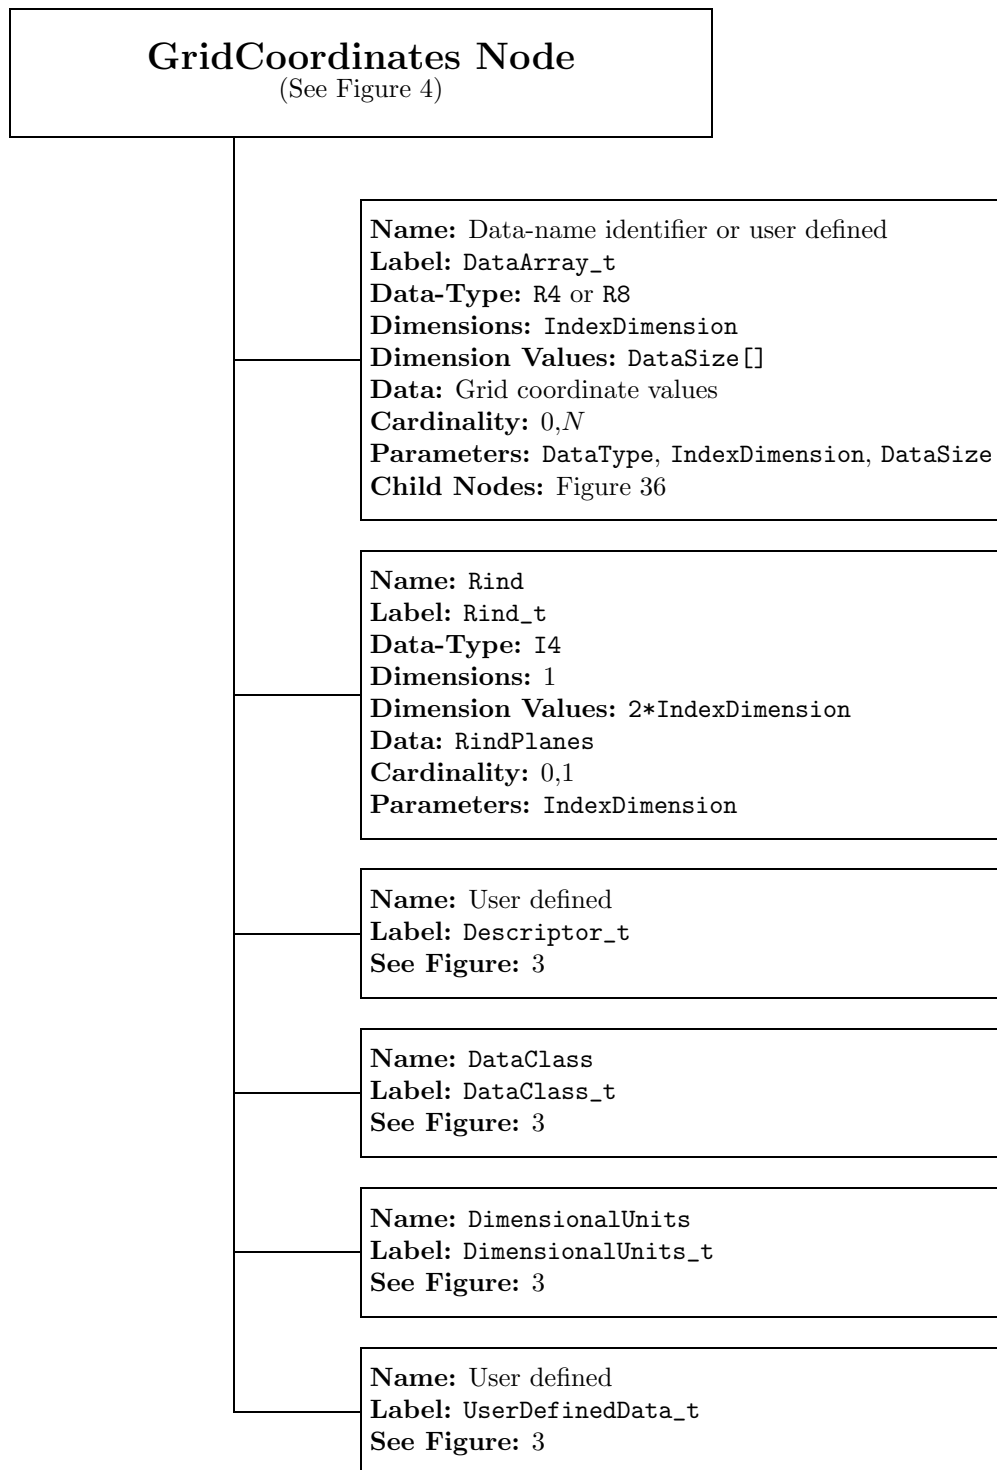 GridCoordinates Node
(See Figure 4)
Name: Data-name identifier or user defined
Label: DataArray_t
Data-Type: R4 or R8
Dimensions: IndexDimension
Dimension Values: DataSize[]
Data: Grid coordinate values
Cardinality: 0,N
Parameters: DataType, IndexDimension, DataSize
Child Nodes: Figure 36
Name: Rind
Label: Rind_t
Data-Type: I4
Dimensions: 1
Dimension Values: 2*IndexDimension
Data: RindPlanes
Cardinality: 0,1
Parameters: IndexDimension
Name: User defined
Label: Descriptor_t
See Figure: 3
Name: DataClass
Label: DataClass_t
See Figure: 3
Name: DimensionalUnits
Label: DimensionalUnits_t
See Figure: 3
Name: User defined
Label: UserDefinedData_t
See Figure: 3